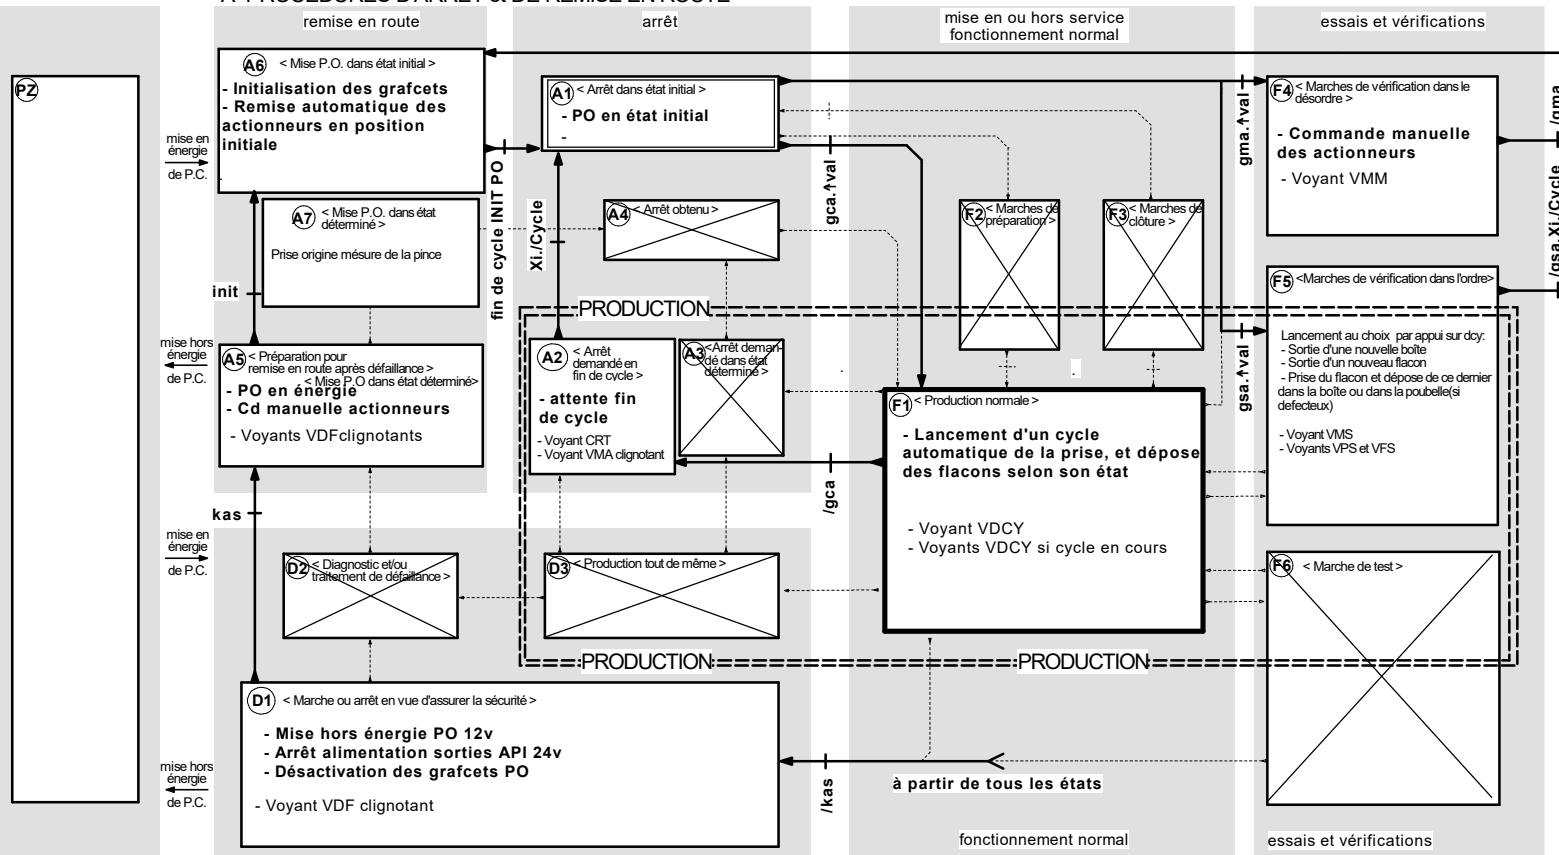 A-PROCEDURES D'ARRET & DE REMISE EN ROUTE
remise en route
arrêt
mise en ou hors service
fonctionnement normal
essais et vérifications
PZ
mise en
énergie
de P.C.
A6 < Mise P.O. dans état initial >
- Initialisation des grafcets
- Remise automatique des
actionneurs en position
initiale
A7 < Mise P.O. dans état
déterminé >
Prise origine mésure de la pince
init
fin de cycle INIT PO
A1 < Arrêt dans état initial >
- PO en état initial
-
Xi./Cycle
A4 < Arrêt obtenu >
gca.↑val
F2 < Marches de
préparation >
F3 < Marches de
clôture >
gma.↑val
F4 < Marches de vérification dans le
désordre >
- Commande manuelle
des actionneurs
- Voyant VMM
/gma
/gsa.Xi./Cycle
F5 <Marches de vérification dans l'ordre>
Lancement au choix par appui sur dcy:
- Sortie d'une nouvelle boîte
- Sortie d'un nouveau flacon
- Prise du flacon et dépose de ce dernier
dans la boîte ou dans la poubelle(si
defecteux)
- Voyant VMS
- Voyants VPS et VFS
gsa.↑val
PRODUCTION
mise hors
énergie
de P.C.
A5 < Préparation pour
remise en route après défaillance >
< Mise P.O dans état déterminé>
- PO en énergie
- Cd manuelle actionneurs
- Voyants VDFclignotants
A2 < Arrêt
demandé en
fin de cycle >
- attente fin
de cycle
- Voyant CRT
- Voyant VMA clignotant
A3 <Arrêt deman-
dé dans état
déterminé >
F1 < Production normale >
- Lancement d'un cycle
automatique de la prise, et dépose
des flacons selon son état
- Voyant VDCY
- Voyants VDCY si cycle en cours
/gca
kas
mise en
énergie
de P.C.
D2 < Diagnostic et/ou
traitement de défaillance >
D3 < Production tout de même >
F6 < Marche de test >
PRODUCTION
PRODUCTION
D1 < Marche ou arrêt en vue d'assurer la sécurité >
- Mise hors énergie PO 12v
- Arrêt alimentation sorties API 24v
- Désactivation des grafcets PO
- Voyant VDF clignotant
mise hors
énergie
de P.C.
/kas
à partir de tous les états
fonctionnement normal
essais et vérifications